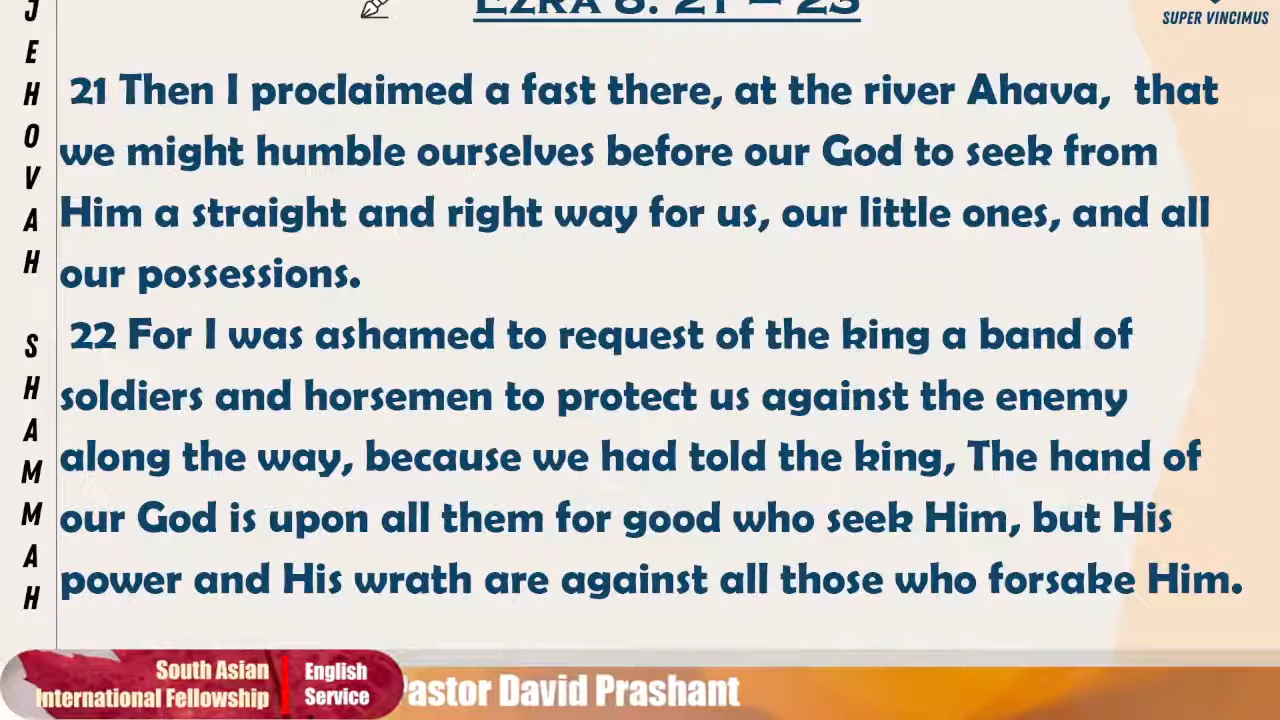 EZRA 8: 21 – 23
SUPER VINCIMUS
JEHOVAH SHAMMAH
21 Then I proclaimed a fast there, at the river Ahava, that
we might humble ourselves before our God to seek from
Him a straight and right way for us, our little ones, and all
our possessions.
22 For I was ashamed to request of the king a band of
soldiers and horsemen to protect us against the enemy
along the way, because we had told the king, The hand of
our God is upon all them for good who seek Him, but His
power and His wrath are against all those who forsake Him.
South Asian
International Fellowship
English
Service
Pastor David Prashant